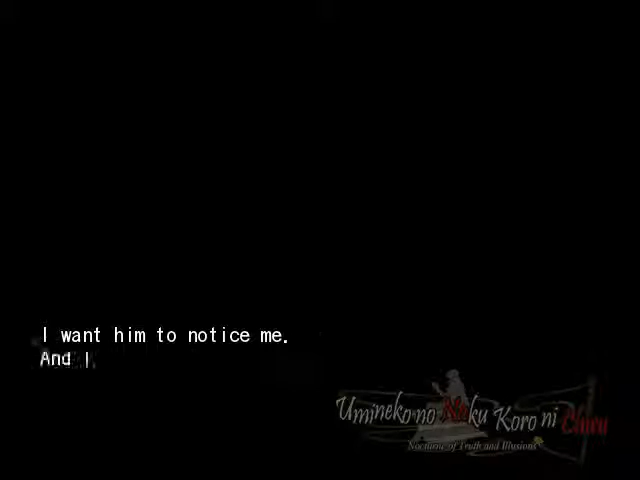 I want him to notice me.
And I
Umineko no Naku Koro ni Chiru
Nocturne of Truth and Illusions